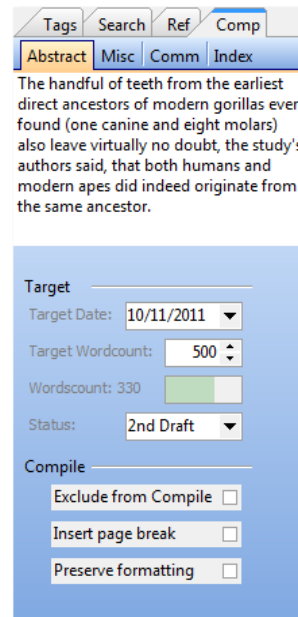 Tags Search Ref Comp
Abstract Misc Comm Index
The handful of teeth from the earliest
direct ancestors of modern gorillas ever
found (one canine and eight molars)
also leave virtually no doubt, the study's
authors said, that both humans and
modern apes did indeed originate from
the same ancestor.
Target
Target Date: 10/11/2011
Target Wordcount: 500
Wordscount: 330
Status: 2nd Draft
Compile
Exclude from Compile
Insert page break
Preserve formatting